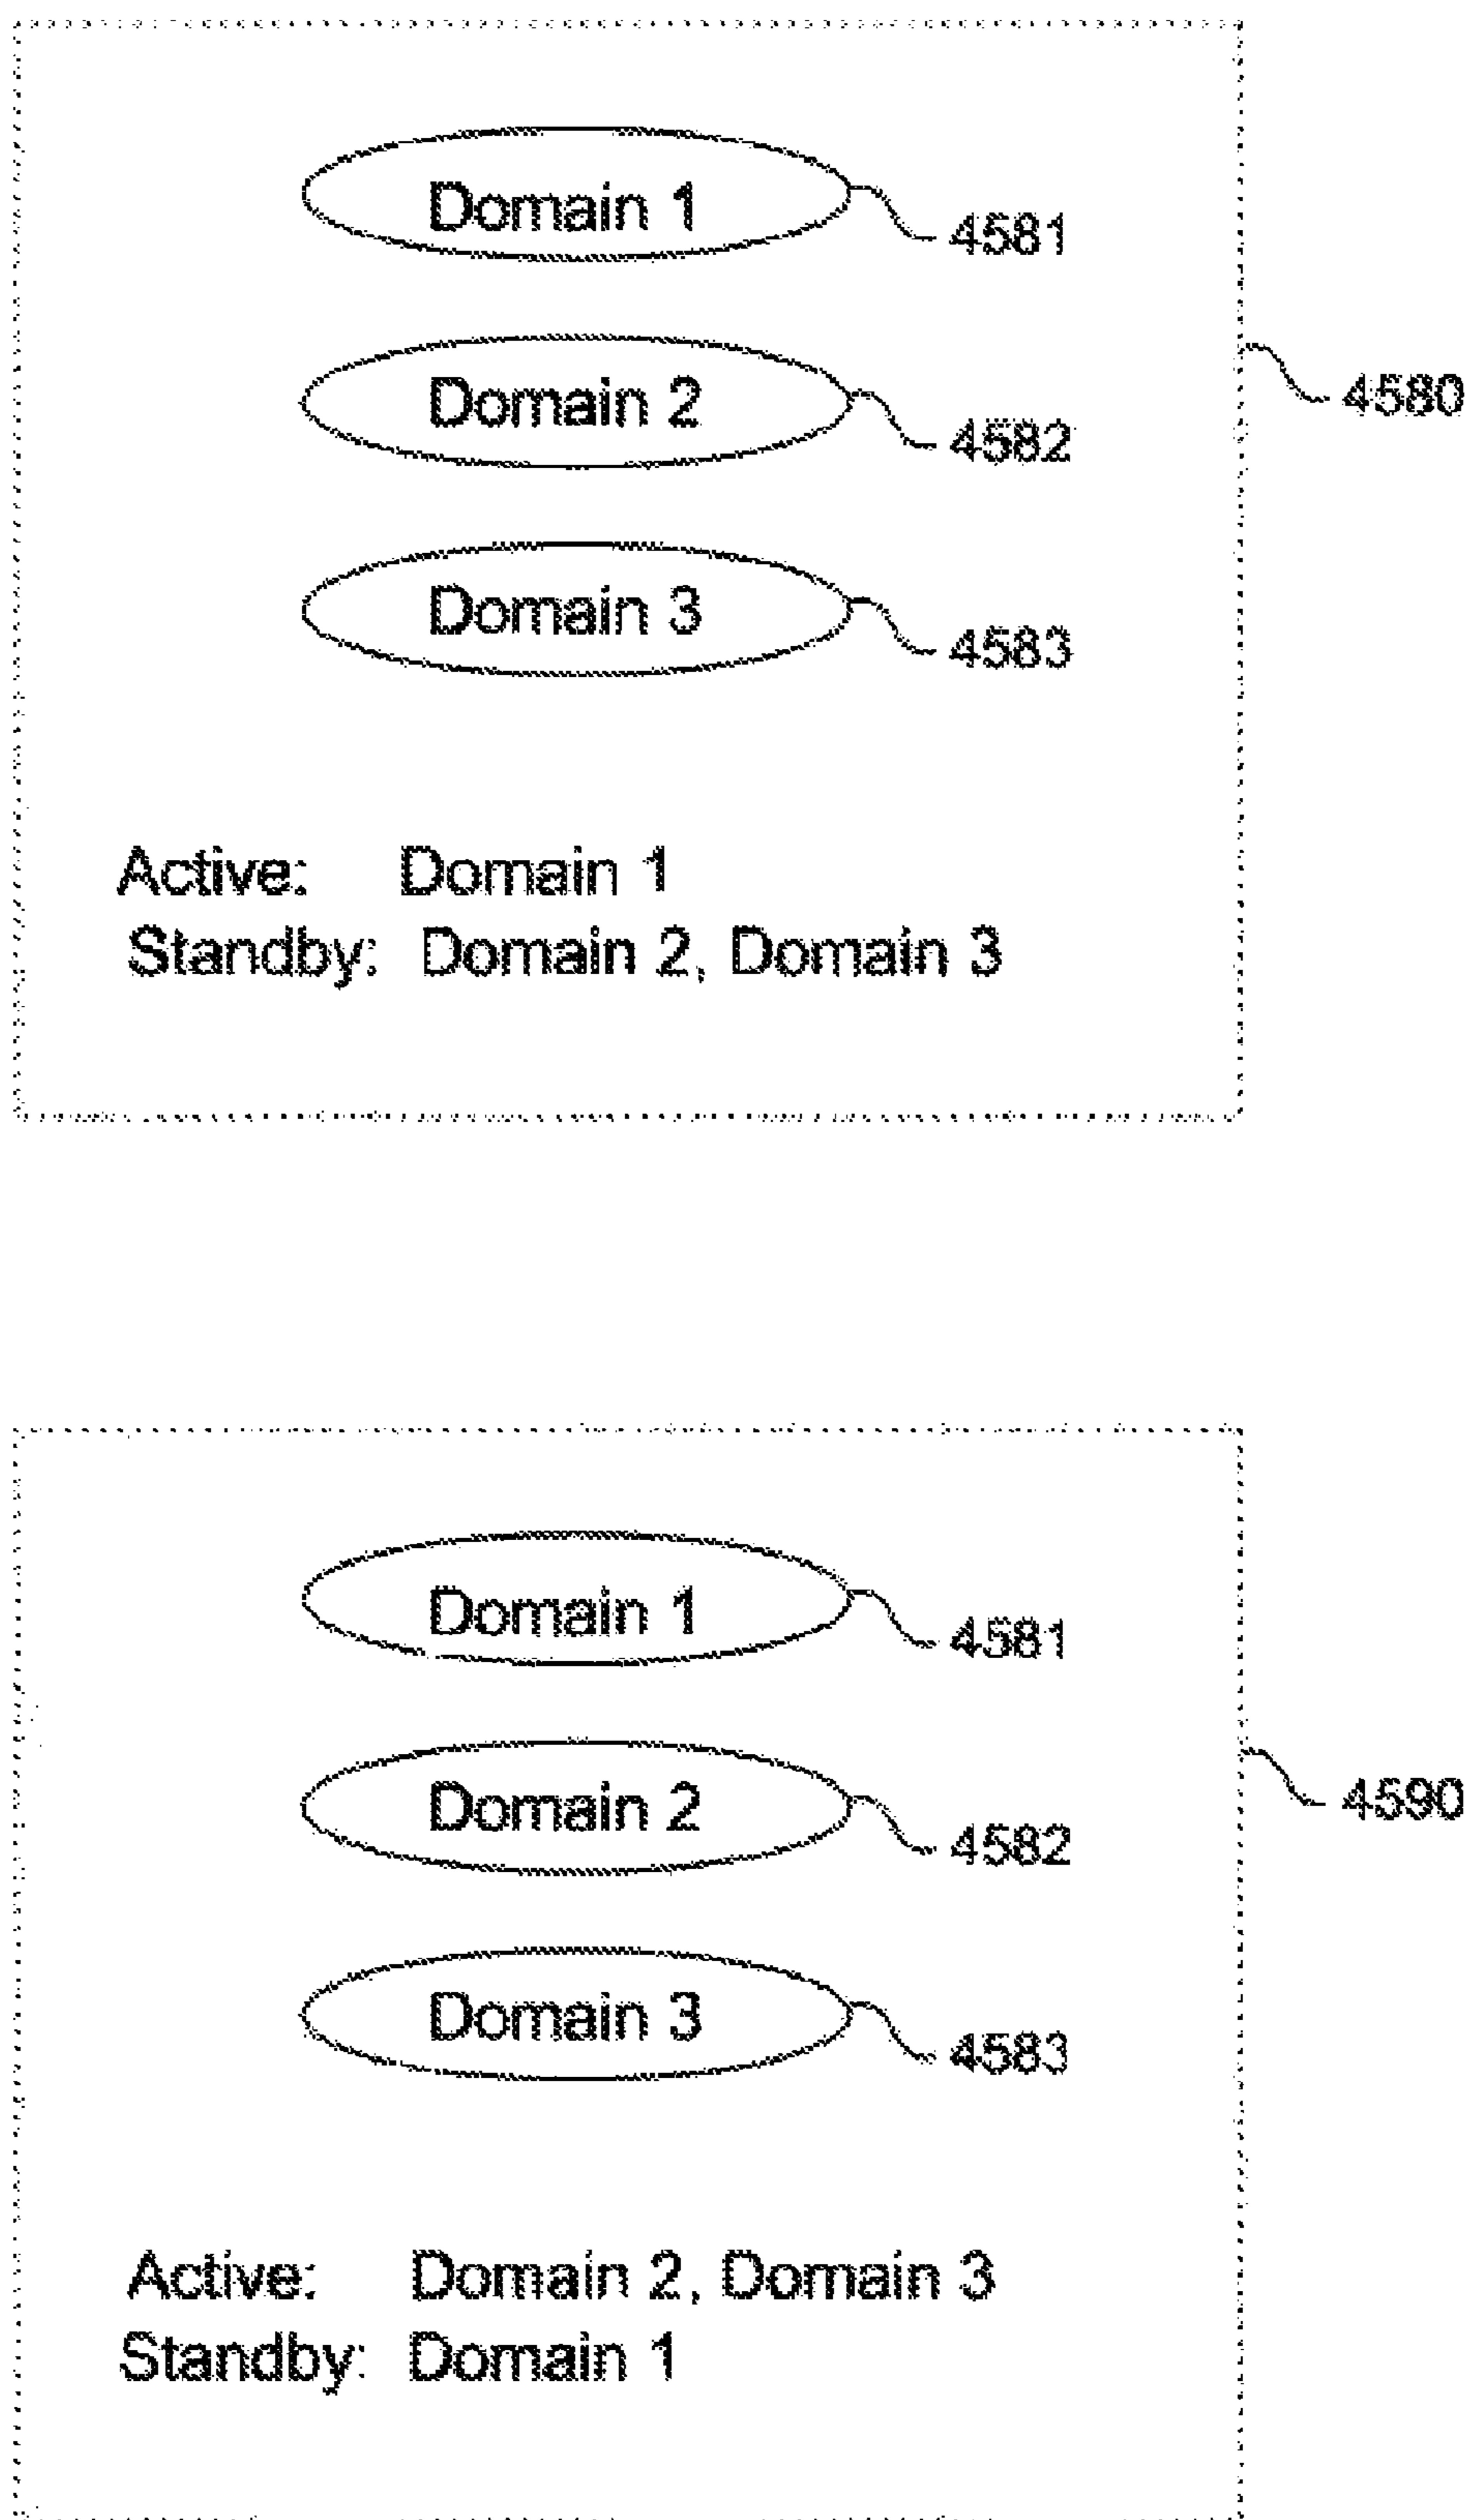 Domain 1
4581
4580
Domain 2
4582
Domain 3
4583
Active: Domain 1
Standby: Domain 2, Domain 3
Domain 1
4581
4590
Domain 2
4582
Domain 3
4583
Active: Domain 2, Domain 3
Standby: Domain 1